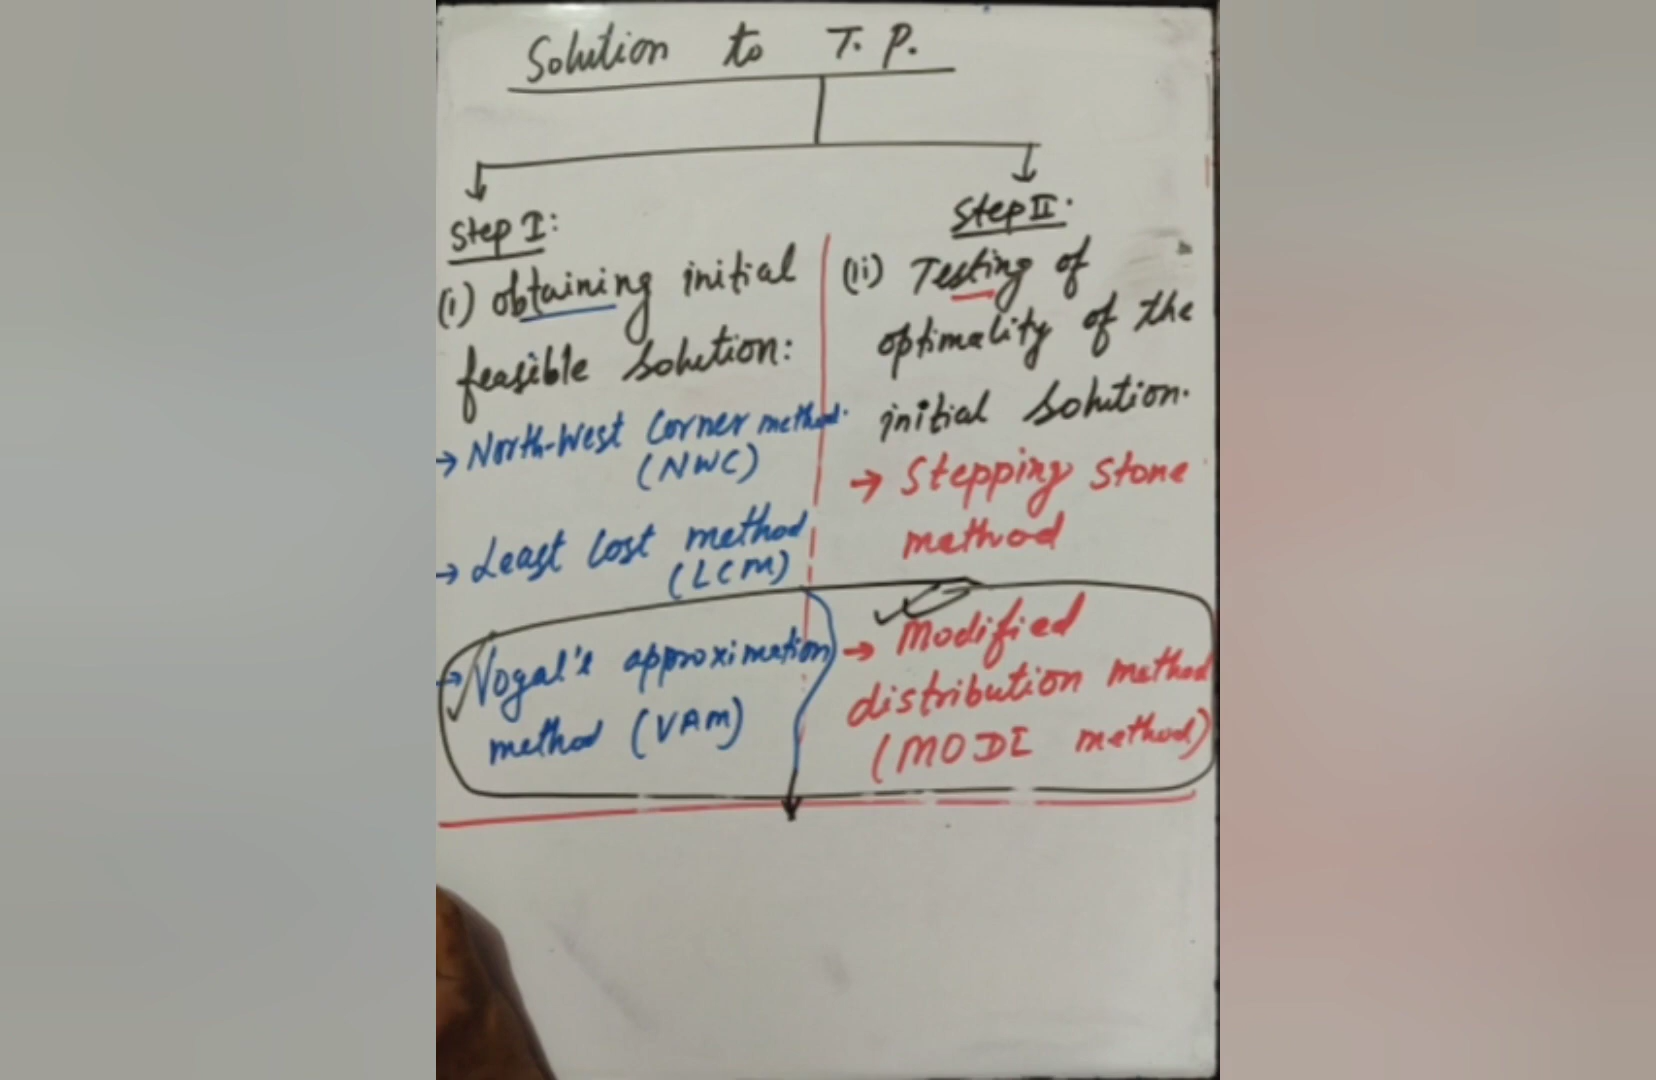 Solution to T.P.
Step I:
(i) obtaining initial
feasible solution:
→ North-West Corner method.
(NWC)
→ Least Cost method
(LCM)
→ Vogal's approximation
method (VAM)
Step II.
(ii) Testing of
optimality of the
initial solution.
→ Stepping Stone
method
→ Modified
distribution method
(MODI method)